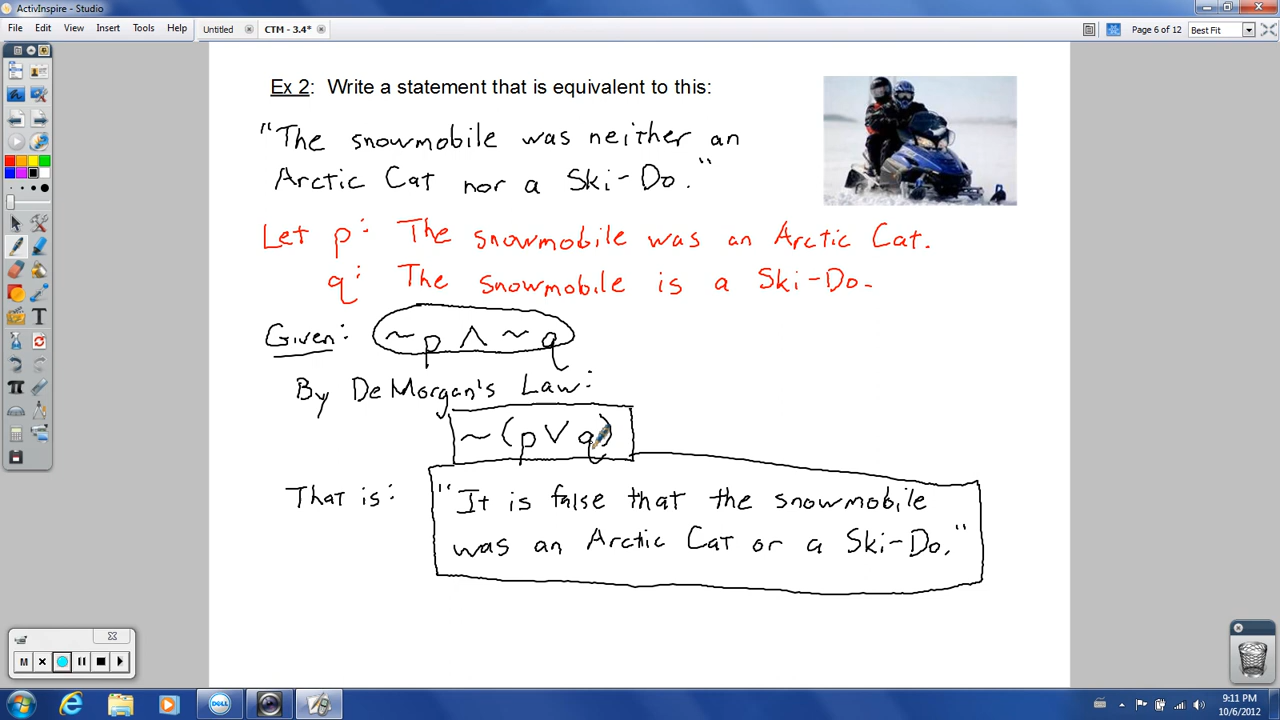 ActivInspire - Studio
File Edit View Insert Tools Help
Untitled
CTM - 3.4*
Page 6 of 12
Best Fit
Ex 2: Write a statement that is equivalent to this:
"The snowmobile was neither an
Arctic Cat nor a Ski-Do."
Let p: The snowmobile was an Arctic Cat.
q: The snowmobile is a Ski-Do.
Given: ~p ∧ ~q
By DeMorgan's Law:
~(p ∨ q)
That is: "It is false that the snowmobile
was an Arctic Cat or a Ski-Do."
M
DELL
9:11 PM
10/6/2012